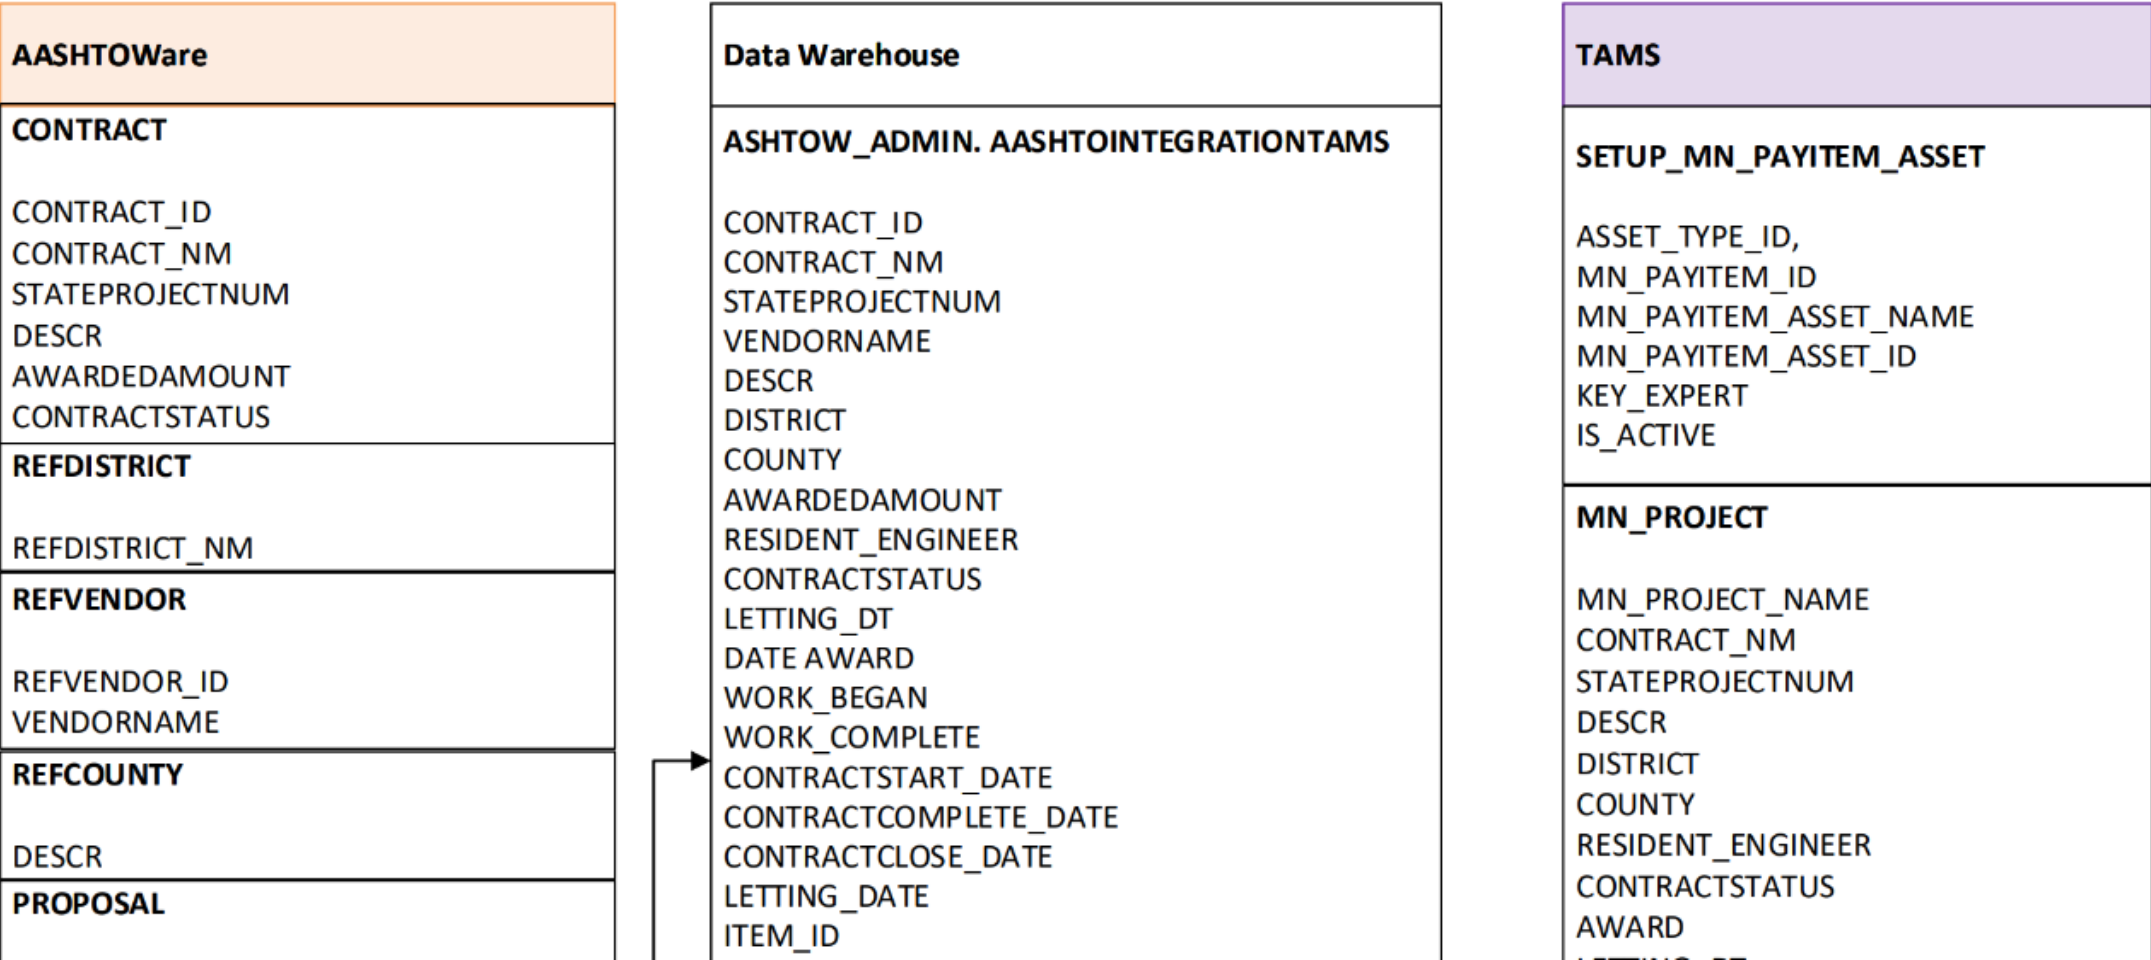 AASHTOWare
CONTRACT
CONTRACT_ID
CONTRACT_NM
STATEPROJECTNUM
DESCR
AWARDEDAMOUNT
CONTRACTSTATUS
REFDISTRICT
REFDISTRICT_NM
REFVENDOR
REFVENDOR_ID
VENDORNAME
REFCOUNTY
DESCR
PROPOSAL
Data Warehouse
ASHTOW_ADMIN. AASHTOINTEGRATIONTAMS
CONTRACT_ID
CONTRACT_NM
STATEPROJECTNUM
VENDORNAME
DESCR
DISTRICT
COUNTY
AWARDEDAMOUNT
RESIDENT_ENGINEER
CONTRACTSTATUS
LETTING_DT
DATE AWARD
WORK_BEGAN
WORK_COMPLETE
CONTRACTSTART_DATE
CONTRACTCOMPLETE_DATE
CONTRACTCLOSE_DATE
LETTING_DATE
ITEM_ID
TAMS
SETUP_MN_PAYITEM_ASSET
ASSET_TYPE_ID,
MN_PAYITEM_ID
MN_PAYITEM_ASSET_NAME
MN_PAYITEM_ASSET_ID
KEY_EXPERT
IS_ACTIVE
MN_PROJECT
MN_PROJECT_NAME
CONTRACT_NM
STATEPROJECTNUM
DESCR
DISTRICT
COUNTY
RESIDENT_ENGINEER
CONTRACTSTATUS
AWARD